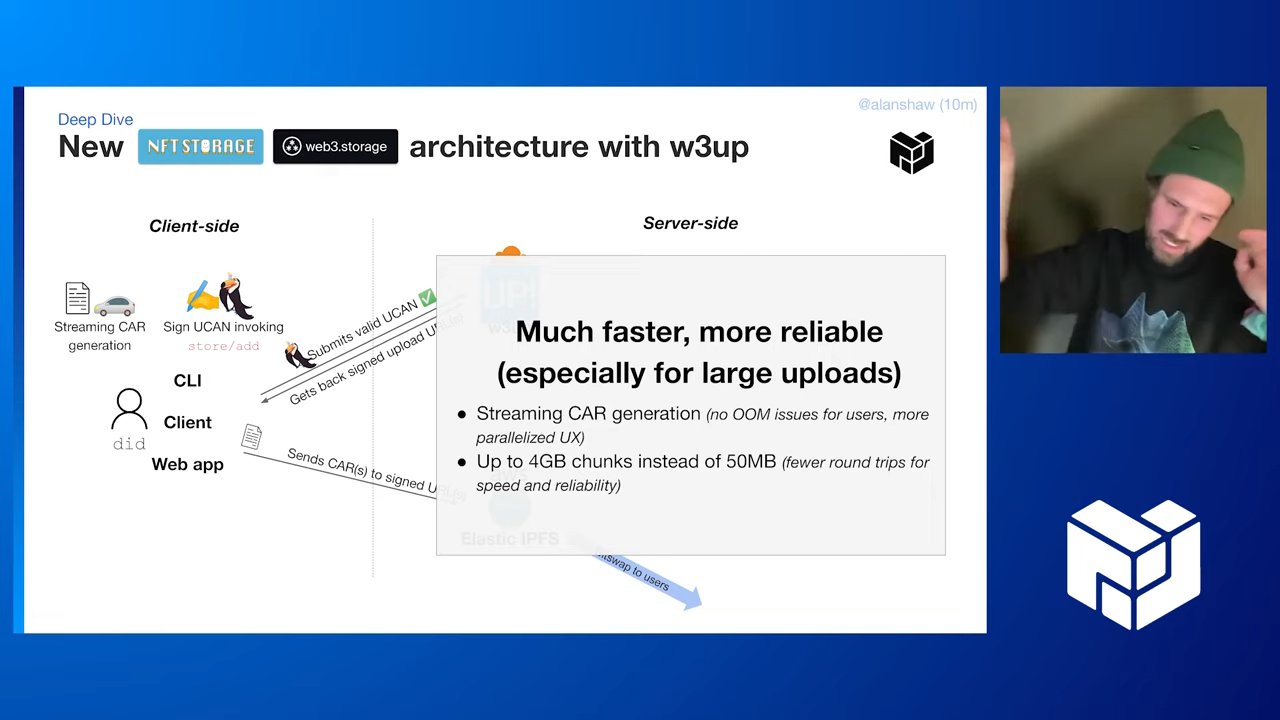 @alanshaw (10m)
Deep Dive
New NFT.STORAGE web3.storage architecture with w3up
Client-side
Server-side
Streaming CAR
generation
Sign UCAN invoking
store/add
Submits valid UCAN ✅
Gets back signed upload
CLI
Client
Web app
did
Sends CAR(s) to signed
UP!
Elastic IPFS
to users
Much faster, more reliable
(especially for large uploads)
● Streaming CAR generation (no OOM issues for users, more
parallelized UX)
● Up to 4GB chunks instead of 50MB (fewer round trips for
speed and reliability)